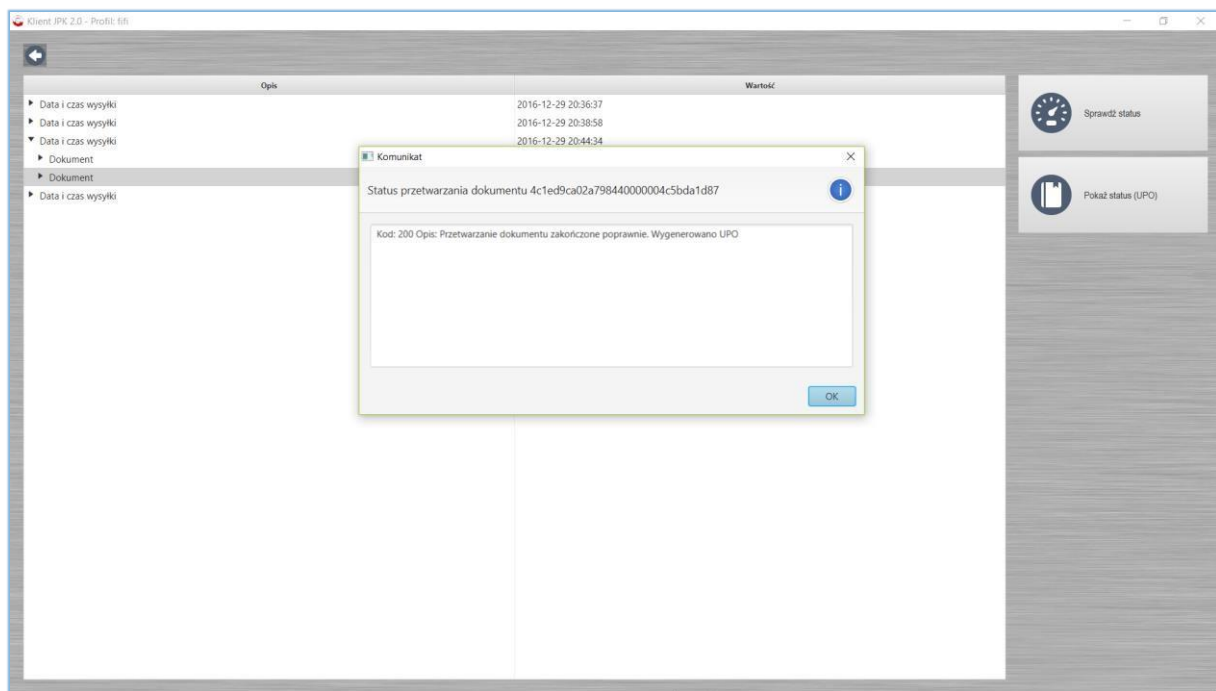 Klient JPK 2.0 - Profil: fifi
Opis Wartość
Data i czas wysyłki 2016-12-29 20:36:37
Data i czas wysyłki 2016-12-29 20:38:58
Data i czas wysyłki 2016-12-29 20:44:34
Dokument
Dokument
Data i czas wysyłki
Komunikat
Status przetwarzania dokumentu 4c1ed9ca02a798440000004c5bda1d87
Kod: 200 Opis: Przetwarzanie dokumentu zakończone poprawnie. Wygenerowano UPO
OK
Sprawdź status
Pokaż status (UPO)